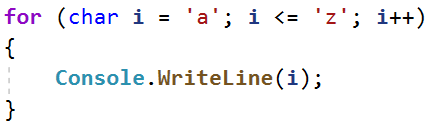 for (char i = 'a'; i <= 'z'; i++)
{
    Console.WriteLine(i);
}